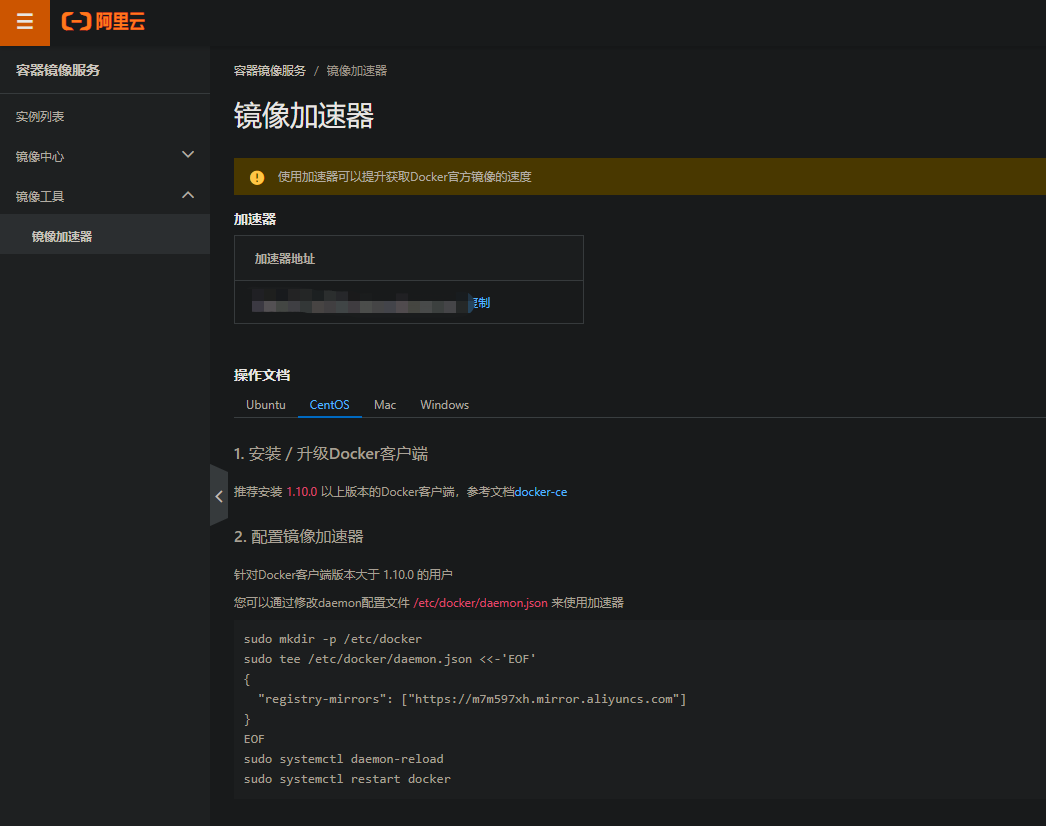 阿里云
容器镜像服务
实例列表
镜像中心
镜像工具
镜像加速器
容器镜像服务 / 镜像加速器
镜像加速器
使用加速器可以提升获取Docker官方镜像的速度
加速器
加速器地址
复制
操作文档
Ubuntu CentOS Mac Windows
1. 安装 / 升级Docker客户端
推荐安装 1.10.0 以上版本的Docker客户端，参考文档docker-ce
2. 配置镜像加速器
针对Docker客户端版本大于 1.10.0 的用户
您可以通过修改daemon配置文件 /etc/docker/daemon.json 来使用加速器
sudo mkdir -p /etc/docker
sudo tee /etc/docker/daemon.json <<-'EOF'
{
  "registry-mirrors": ["https://m7m597xh.mirror.aliyuncs.com"]
}
EOF
sudo systemctl daemon-reload
sudo systemctl restart docker